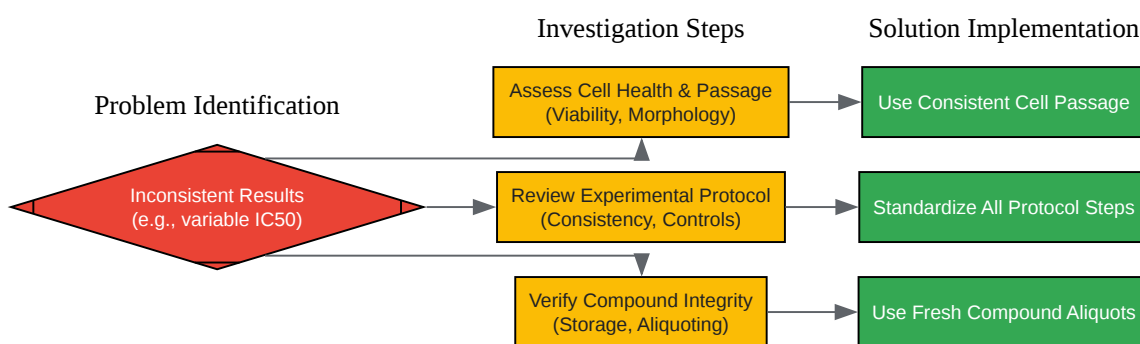 Problem Identification
Inconsistent Results
(e.g., variable IC50)
Investigation Steps
Assess Cell Health & Passage
(Viability, Morphology)
Review Experimental Protocol
(Consistency, Controls)
Verify Compound Integrity
(Storage, Aliquoting)
Solution Implementation
Use Consistent Cell Passage
Standardize All Protocol Steps
Use Fresh Compound Aliquots